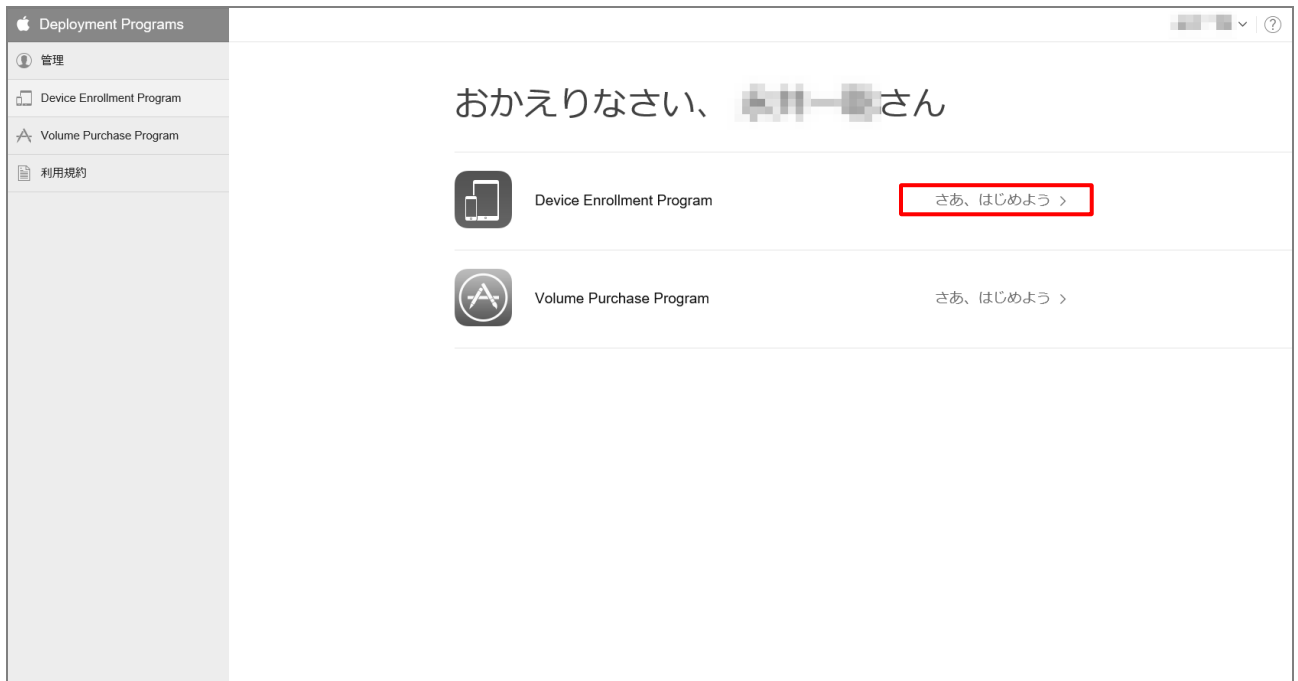 Deployment Programs
管理
Device Enrollment Program
Volume Purchase Program
利用規約
おかえりなさい、 さん
Device Enrollment Program
さあ、はじめよう
Volume Purchase Program
さあ、はじめよう